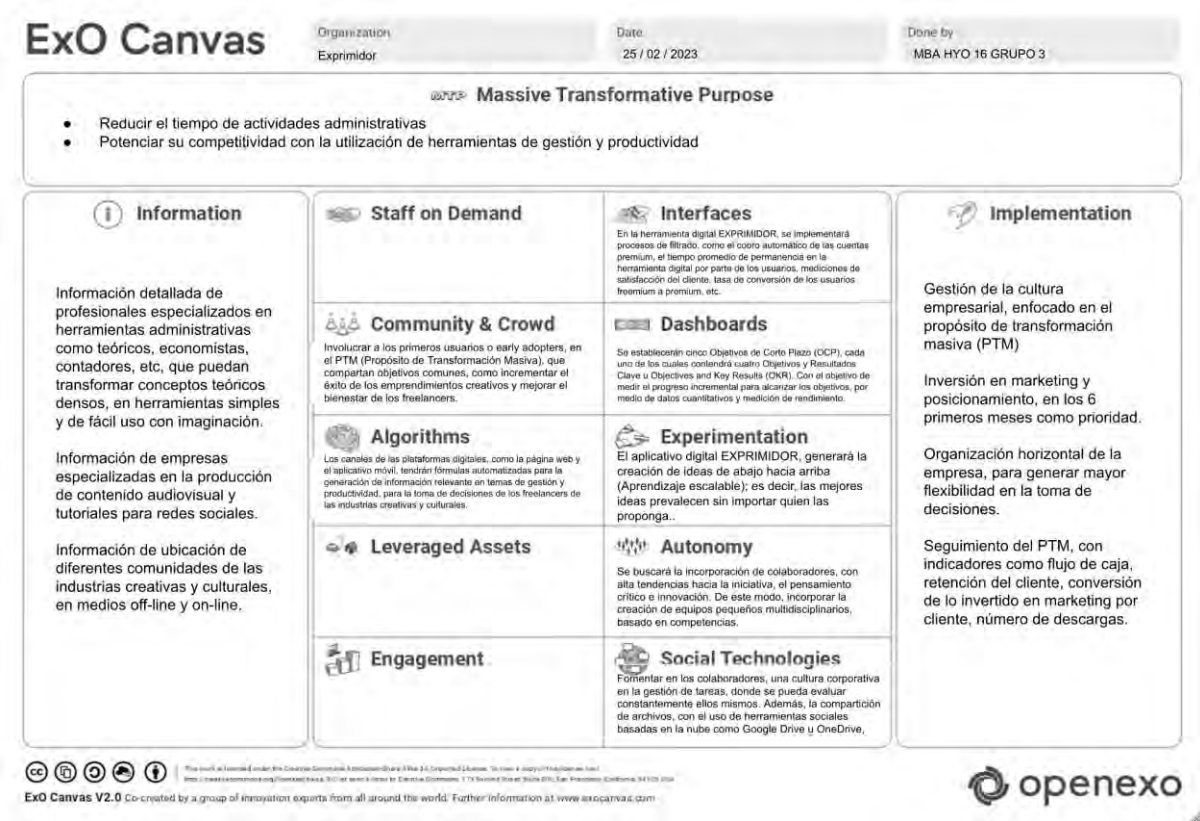 ExO Canvas
Organization
Exprimidor
Date
25 / 02 / 2023
Done by
MBA HYO 16 GRUPO 3
MTP Massive Transformative Purpose
● Reducir el tiempo de actividades administrativas
● Potenciar su competitividad con la utilización de herramientas de gestión y productividad
Information
Información detallada de
profesionales especializados en
herramientas administrativas
como teóricos, economistas,
contadores, etc, que puedan
transformar conceptos teóricos
densos, en herramientas simples
y de fácil uso con imaginación.
Información de empresas
especializadas en la producción
de contenido audiovisual y
tutoriales para redes sociales.
Información de ubicación de
diferentes comunidades de las
industrias creativas y culturales,
en medios off-line y on-line.
Staff on Demand
Community & Crowd
Involucrar a los primeros usuarios o early adopters, en
el PTM (Propósito de Transformación Masiva), que
compartan objetivos comunes, como incrementar el
éxito de los emprendimientos creativos y mejorar el
bienestar de los freelancers.
Algorithms
Los canales de las plataformas digitales, como la página web y
el aplicativo móvil, tendrán fórmulas automatizadas para la
generación de información relevante en temas de gestión y
productividad, para la toma de decisiones de los freelancers de
las industrias creativas y culturales.
Leveraged Assets
Engagement
Interfaces
En la herramienta digital EXPRIMIDOR, se implementará
procesos de filtrado, como el cobro automático de las cuentas
premium, el tiempo promedio de permanencia en la
herramienta digital por parte de los usuarios, mediciones de
satisfacción del cliente, tasa de conversión de los usuarios
freemium a premium, etc.
Dashboards
Se establecerán cinco Objetivos de Corto Plazo (OCP), cada
uno de los cuales contendrá cuatro Objetivos y Resultados
Clave u Objectives and Key Results (OKR). Con el objetivo de
medir el progreso incremental para alcanzar los objetivos, por
medio de datos cuantitativos y medición de rendimiento.
Experimentation
El aplicativo digital EXPRIMIDOR, generará la
creación de ideas de abajo hacia arriba
(Aprendizaje escalable); es decir, las mejores
ideas prevalecen sin importar quien las
proponga..
Autonomy
Se buscará la incorporación de colaboradores, con
alta tendencias hacia la iniciativa, el pensamiento
crítico e innovación. De este modo, incorporar la
creación de equipos pequeños multidisciplinarios,
basado en competencias.
Social Technologies
Fomentar en los colaboradores, una cultura corporativa
en la gestión de tareas, donde se pueda evaluar
constantemente ellos mismos. Además, la compartición
de archivos, con el uso de herramientas sociales
basadas en la nube como Google Drive u OneDrive,
Implementation
Gestión de la cultura
empresarial, enfocado en el
propósito de transformación
masiva (PTM)
Inversión en marketing y
posicionamiento, en los 6
primeros meses como prioridad.
Organización horizontal de la
empresa, para generar mayor
flexibilidad en la toma de
decisiones.
Seguimiento del PTM, con
indicadores como flujo de caja,
retención del cliente, conversión
de lo invertido en marketing por
cliente, número de descargas.
cc
This work is licensed under the Creative Commons Attribution-Share Alike 3.0 Unported License. To view a copy of this license visit
ExO Canvas V2.0 Co-created by a group of innovation experts from all around the world. Further information at www.exocanvas.com
openexo